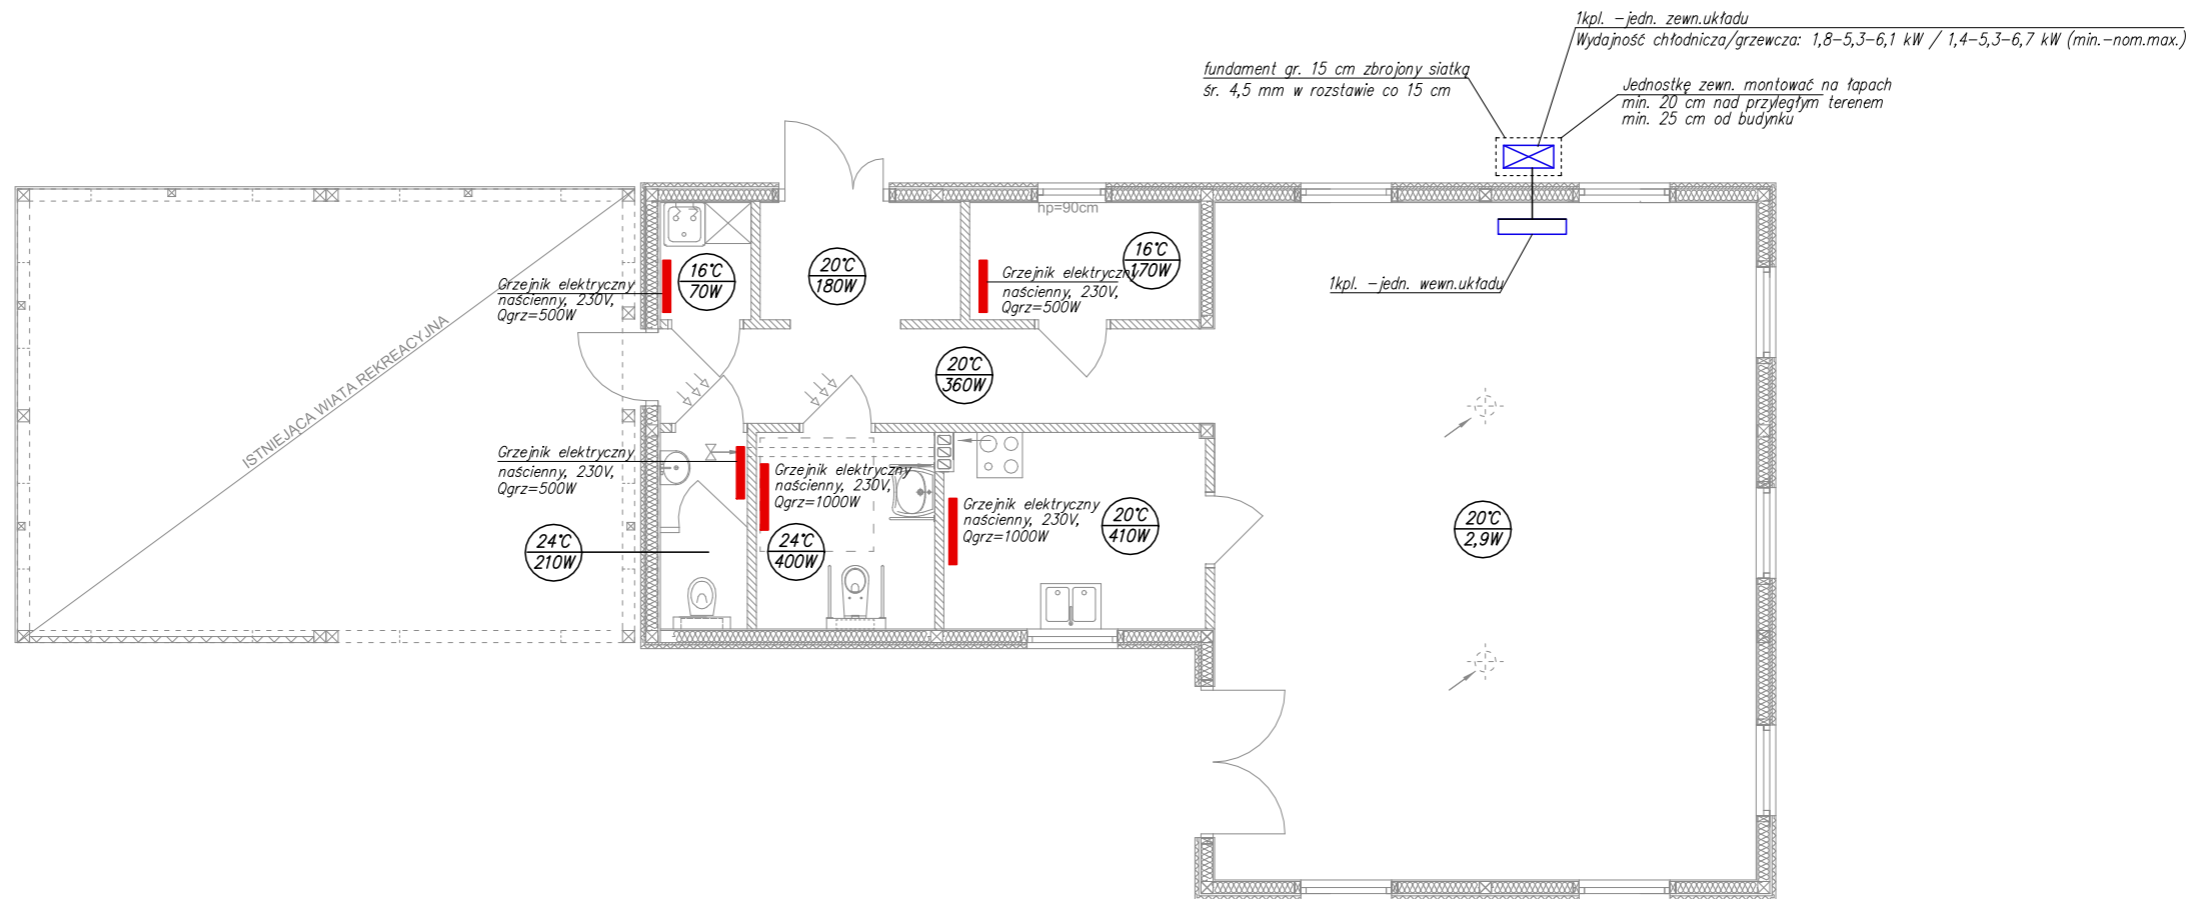 1kpl. -jedn. zewn.układu
Wydajność chłodnicza/grzewcza: 1,8-5,3-6,1 kW / 1,4-5,3-6,7 kW (min.-nom.max.)
fundament gr. 15 cm zbrojony siatką
śr. 4,5 mm w rozstawie co 15 cm
Jednostkę zewn. montować na łapach
min. 20 cm nad przyległym terenem
min. 25 cm od budynku
hp=90cm
16°C
70W
20°C
180W
16°C
170W
Grzejnik elektryczny
naścienny, 230V,
Qgrz=500W
Grzejnik elektryczny
naścienny, 230V,
Qgrz=500W
1kpl. -jedn. wewn.układu
ISTNIEJĄCA WIATA REKREACYJNA
20°C
360W
Grzejnik elektryczny
naścienny, 230V,
Qgrz=500W
Grzejnik elektryczny
naścienny, 230V,
Qgrz=1000W
Grzejnik elektryczny
naścienny, 230V,
Qgrz=1000W
24°C
210W
24°C
400W
20°C
410W
20°C
2,9W